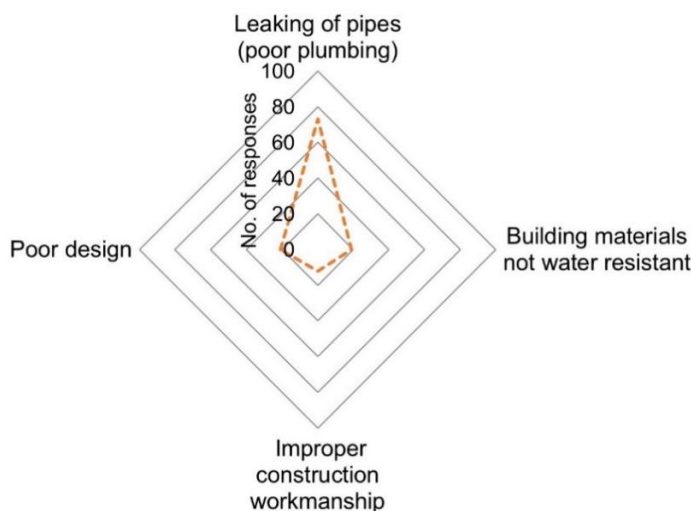 Leaking of pipes
(poor plumbing)
100
80
60
40
20
0
No. of responses
Poor design
Building materials
not water resistant
Improper
construction
workmanship